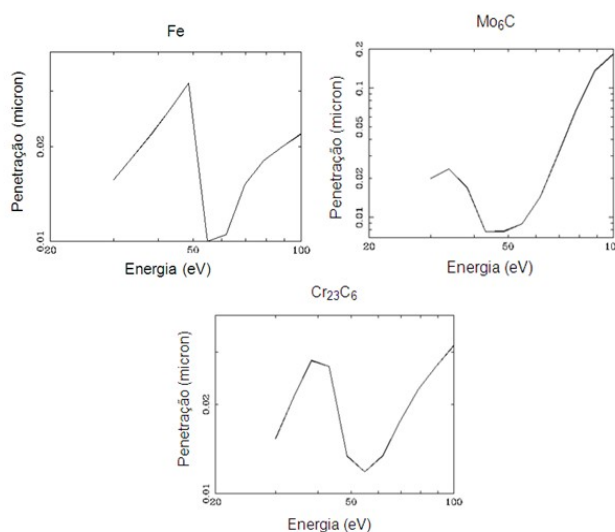 Fe
Penetração (micron)
0.02
0.01
20
50
100
Energia (eV)
Mo₆C
Penetração (micron)
0.2
0.1
0.05
0.02
0.01
20
50
100
Energia (eV)
Cr₂₃C₆
Penetração (micron)
0.02
0.01
20
50
100
Energia (eV)